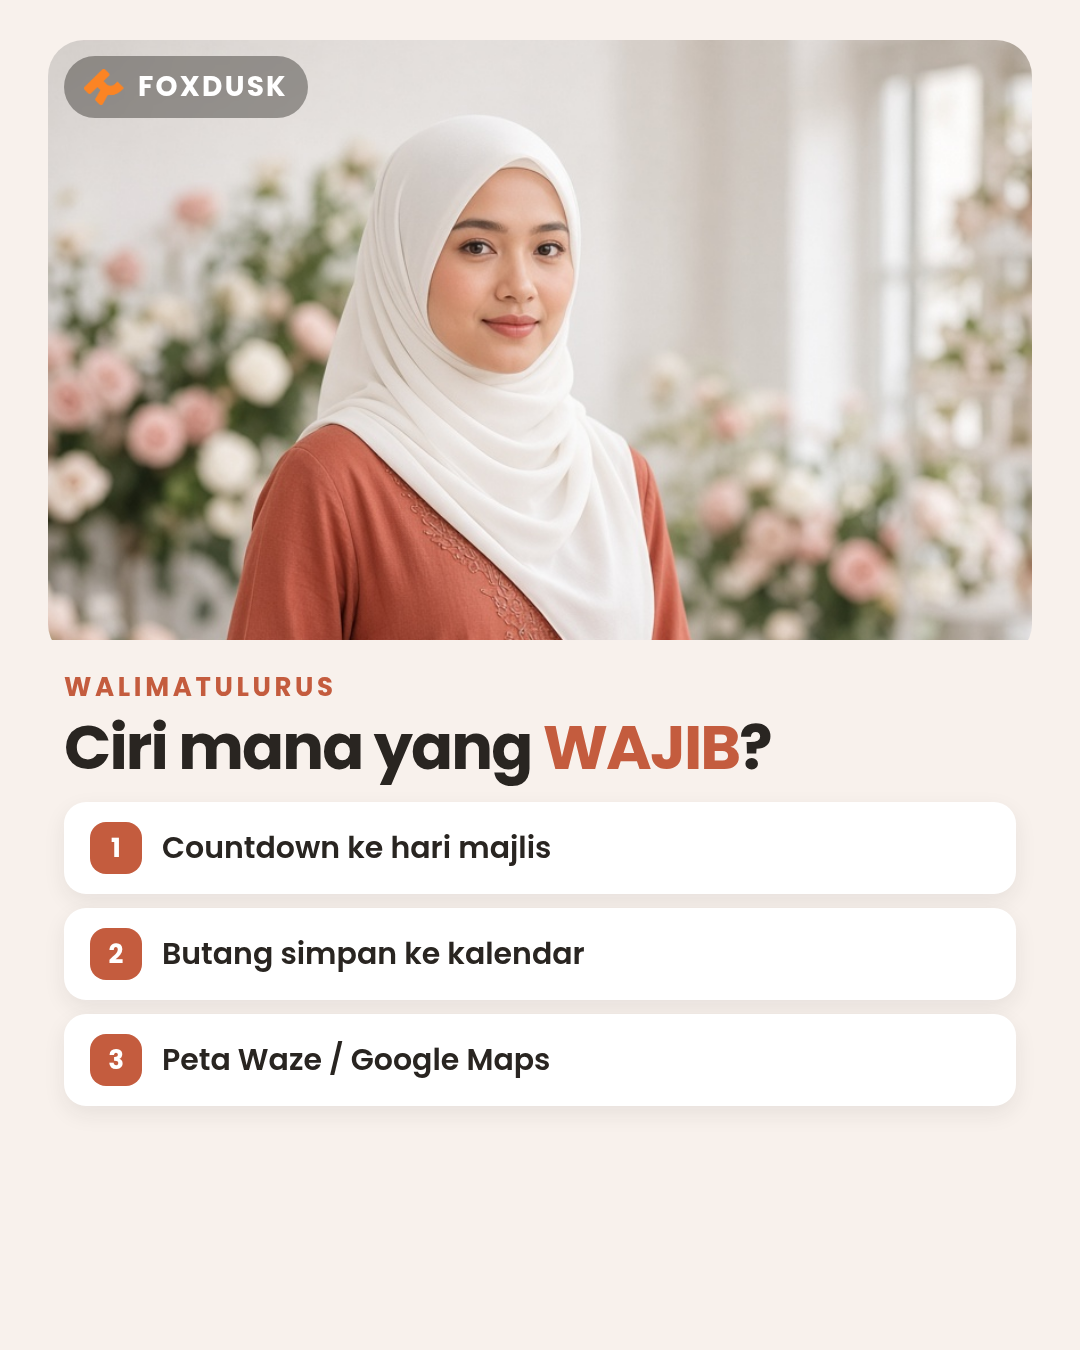 FOXDUSK
WALIMATULURUS
Ciri mana yang WAJIB?
1 Countdown ke hari majlis
2 Butang simpan ke kalendar
3 Peta Waze / Google Maps